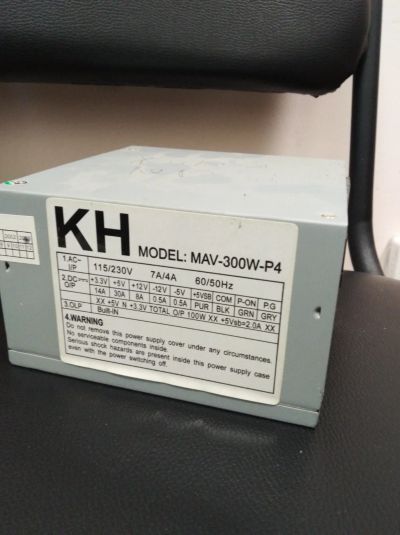 KH MODEL: MAV-300W-P4
1.AC~ I/P 115/230V 7A/4A 60/50Hz
2.DC O/P +3.3V +5V +12V -12V -5V +5VSB COM P-ON P.G
14A 30A 8A 0.5A 0.5A PUR BLK GRN GRY
XX +5V N +3.3V TOTAL O/P 100W XX +5Vsb=2.0A XX
3.OLP Built-IN
4.WARNING
Do not remove this power supply cover under any circumstances.
No serviceable components inside.
Serious shock hazards are present inside this power supply case
even with the power switching off.